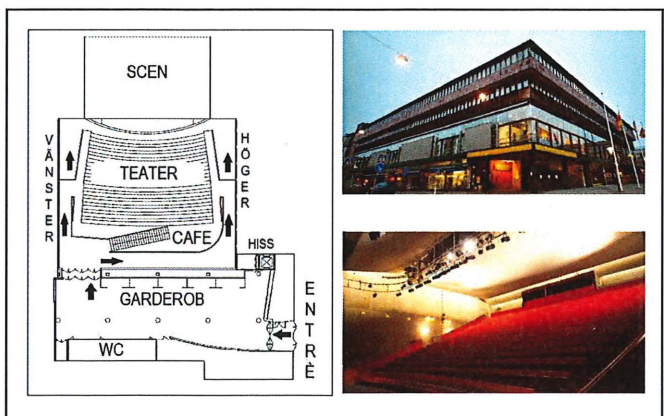 SCEN
VÄNSTER
HÖGER
TEATER
CAFE
HISS
GARDEROB
ENTRÈ
WC